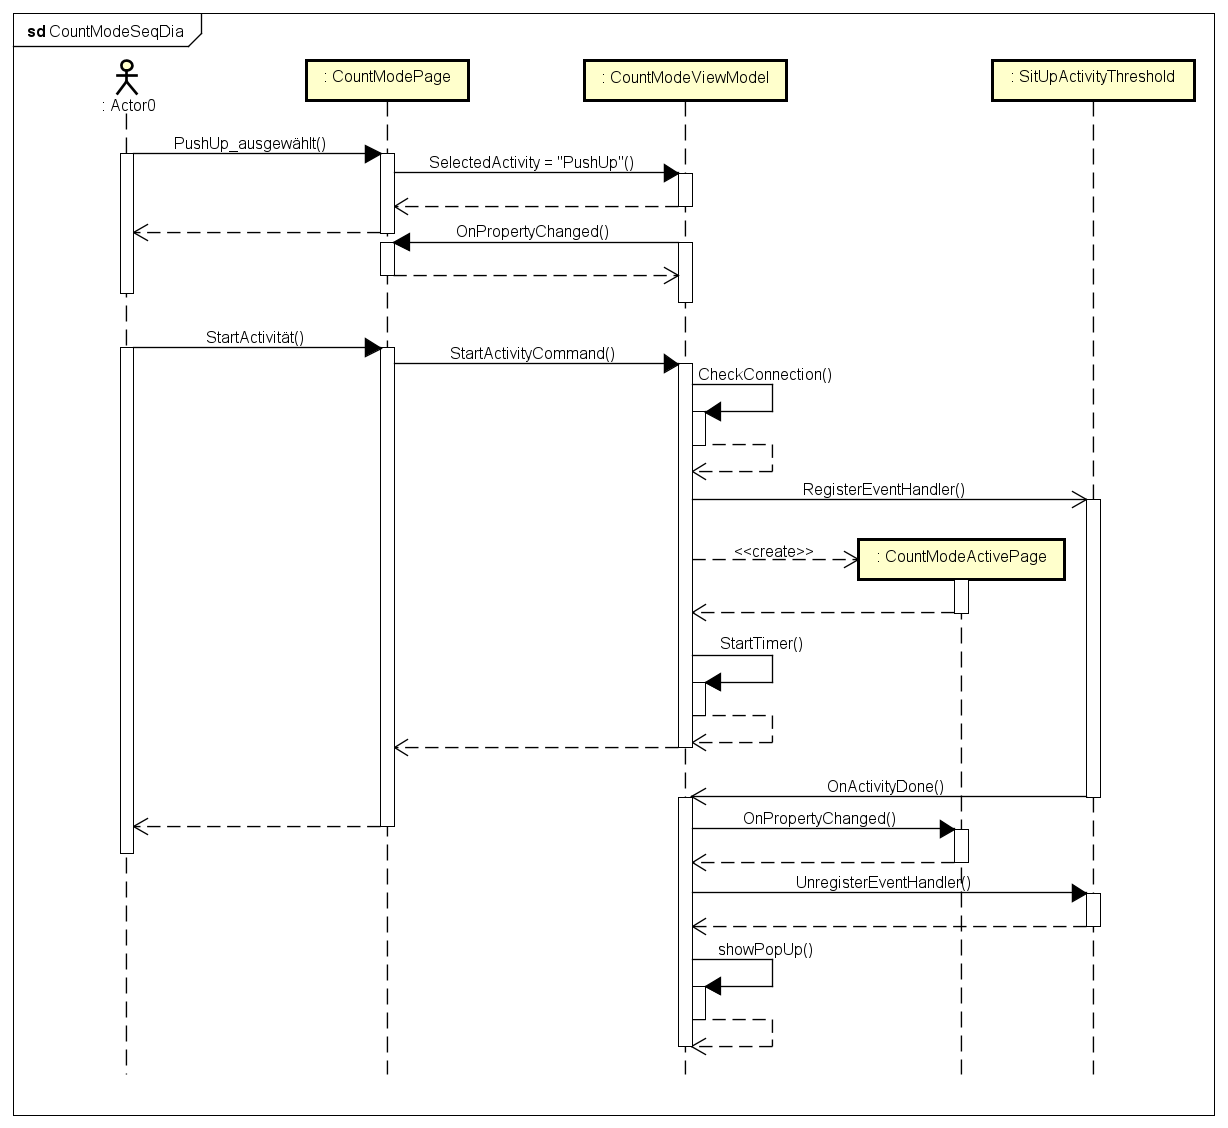 sd CountModeSeqDia
: Actor0
: CountModePage
: CountModeViewModel
: SitUpActivityThreshold
PushUp_ausgewählt()
SelectedActivity = "PushUp"()
OnPropertyChanged()
StartActivität()
StartActivityCommand()
CheckConnection()
RegisterEventHandler()
<<create>>
: CountModeActivePage
StartTimer()
OnActivityDone()
OnPropertyChanged()
UnregisterEventHandler()
showPopUp()